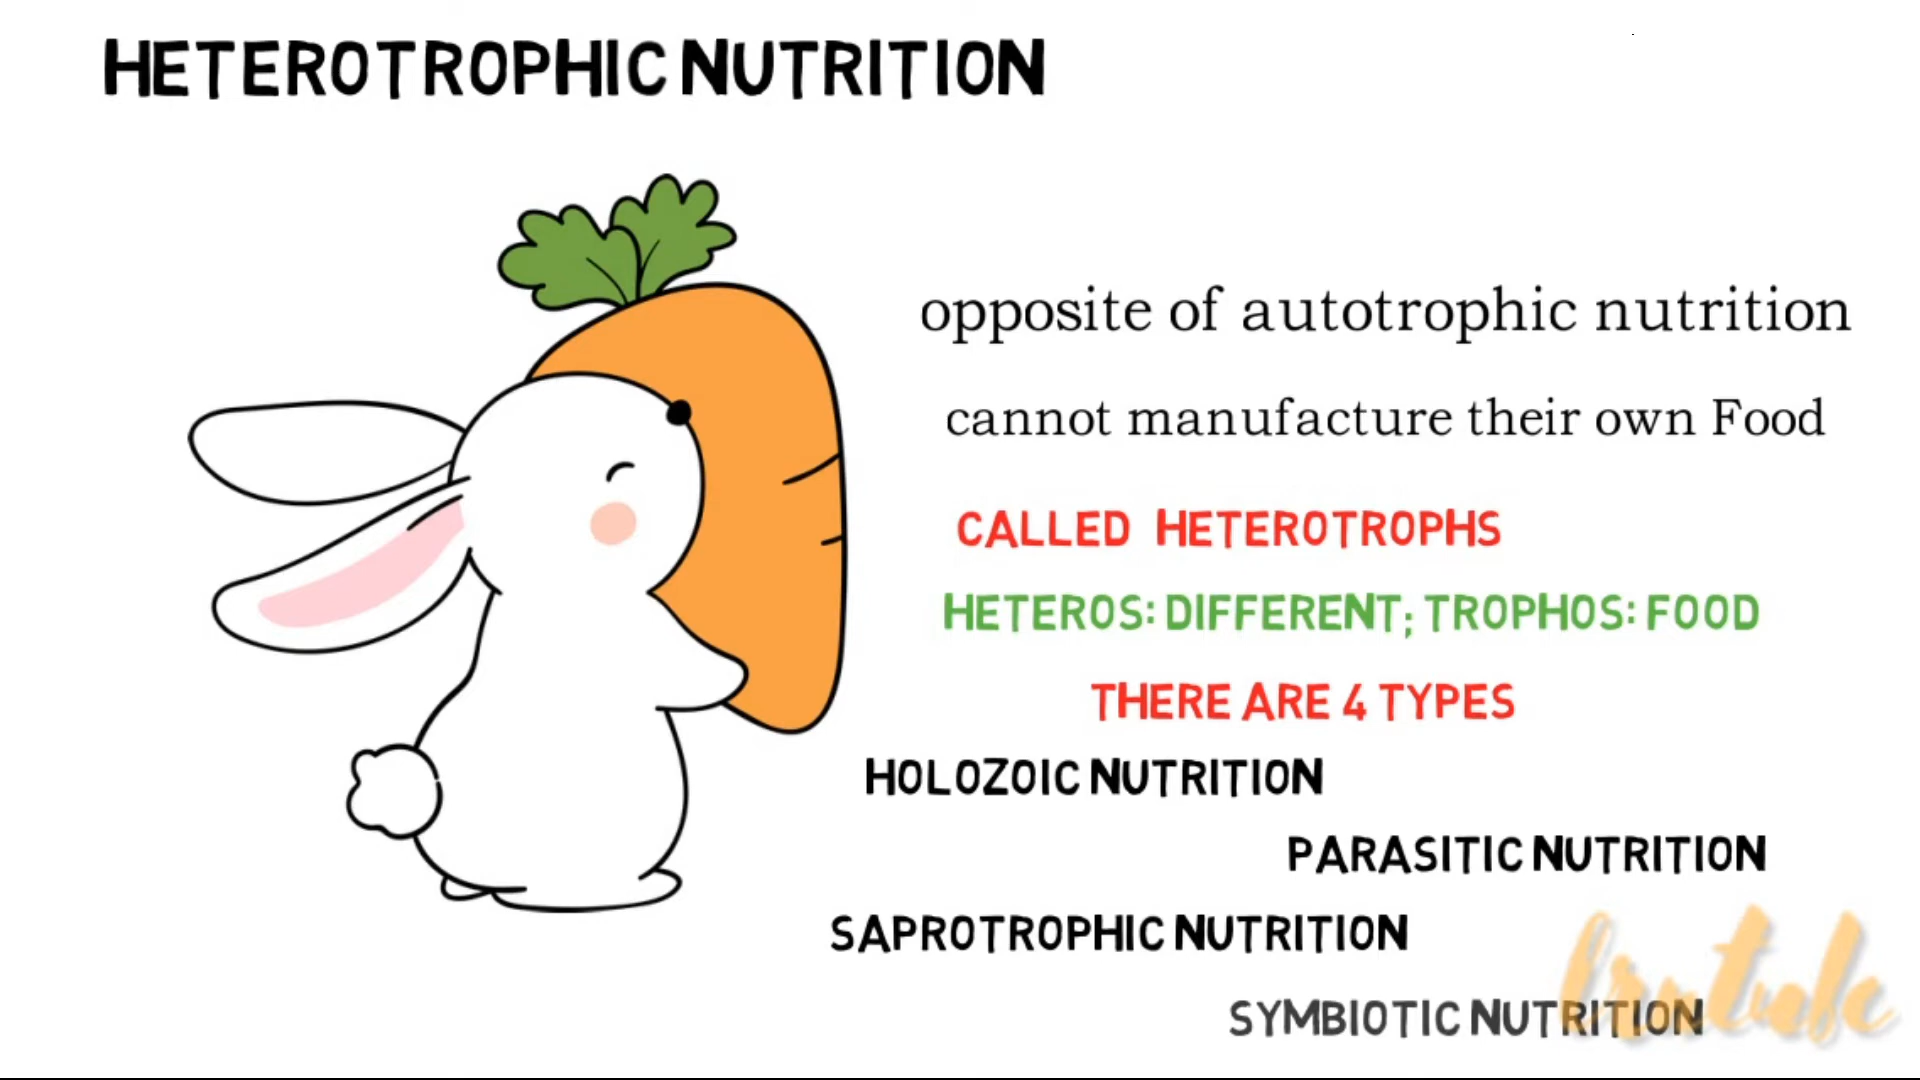 HETEROTROPHIC NUTRITION
opposite of autotrophic nutrition
cannot manufacture their own Food
CALLED HETEROTROPHS
HETEROS: DIFFERENT; TROPHOS: FOOD
THERE ARE 4 TYPES
HOLOZOIC NUTRITION
PARASITIC NUTRITION
SAPROTROPHIC NUTRITION
SYMBIOTIC NUTRITION